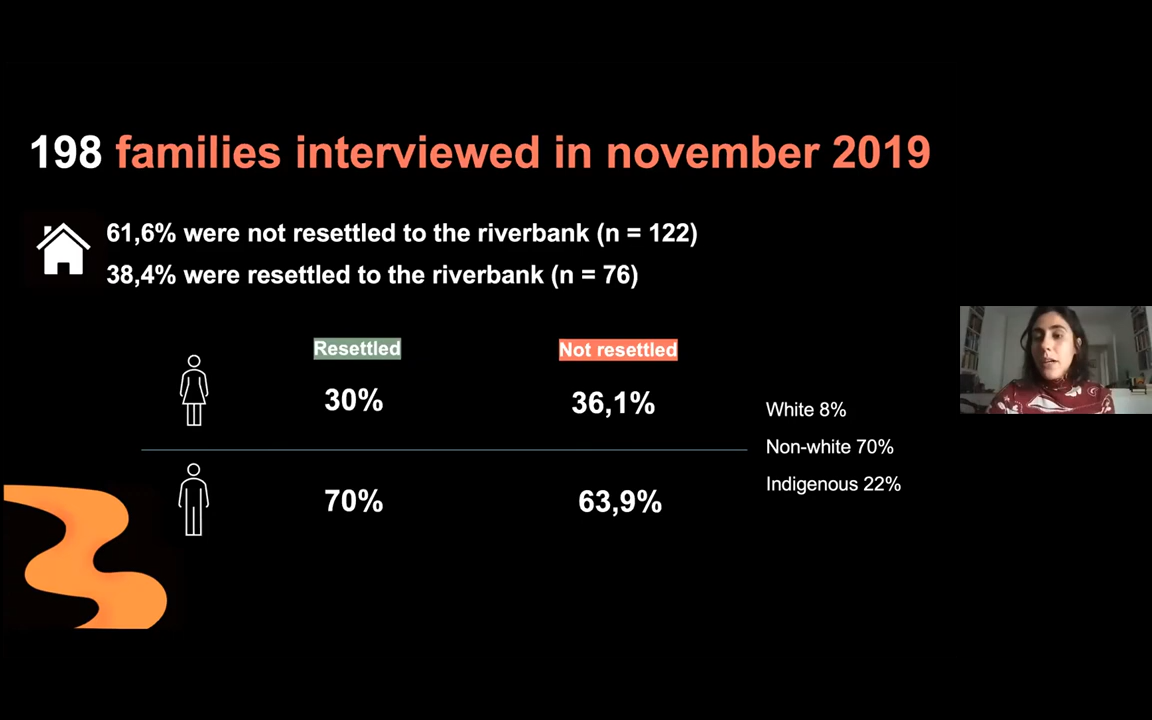 198 families interviewed in november 2019
61,6% were not resettled to the riverbank (n = 122)
38,4% were resettled to the riverbank (n = 76)
Resettled
Not resettled
30%
36,1%
70%
63,9%
White 8%
Non-white 70%
Indigenous 22%